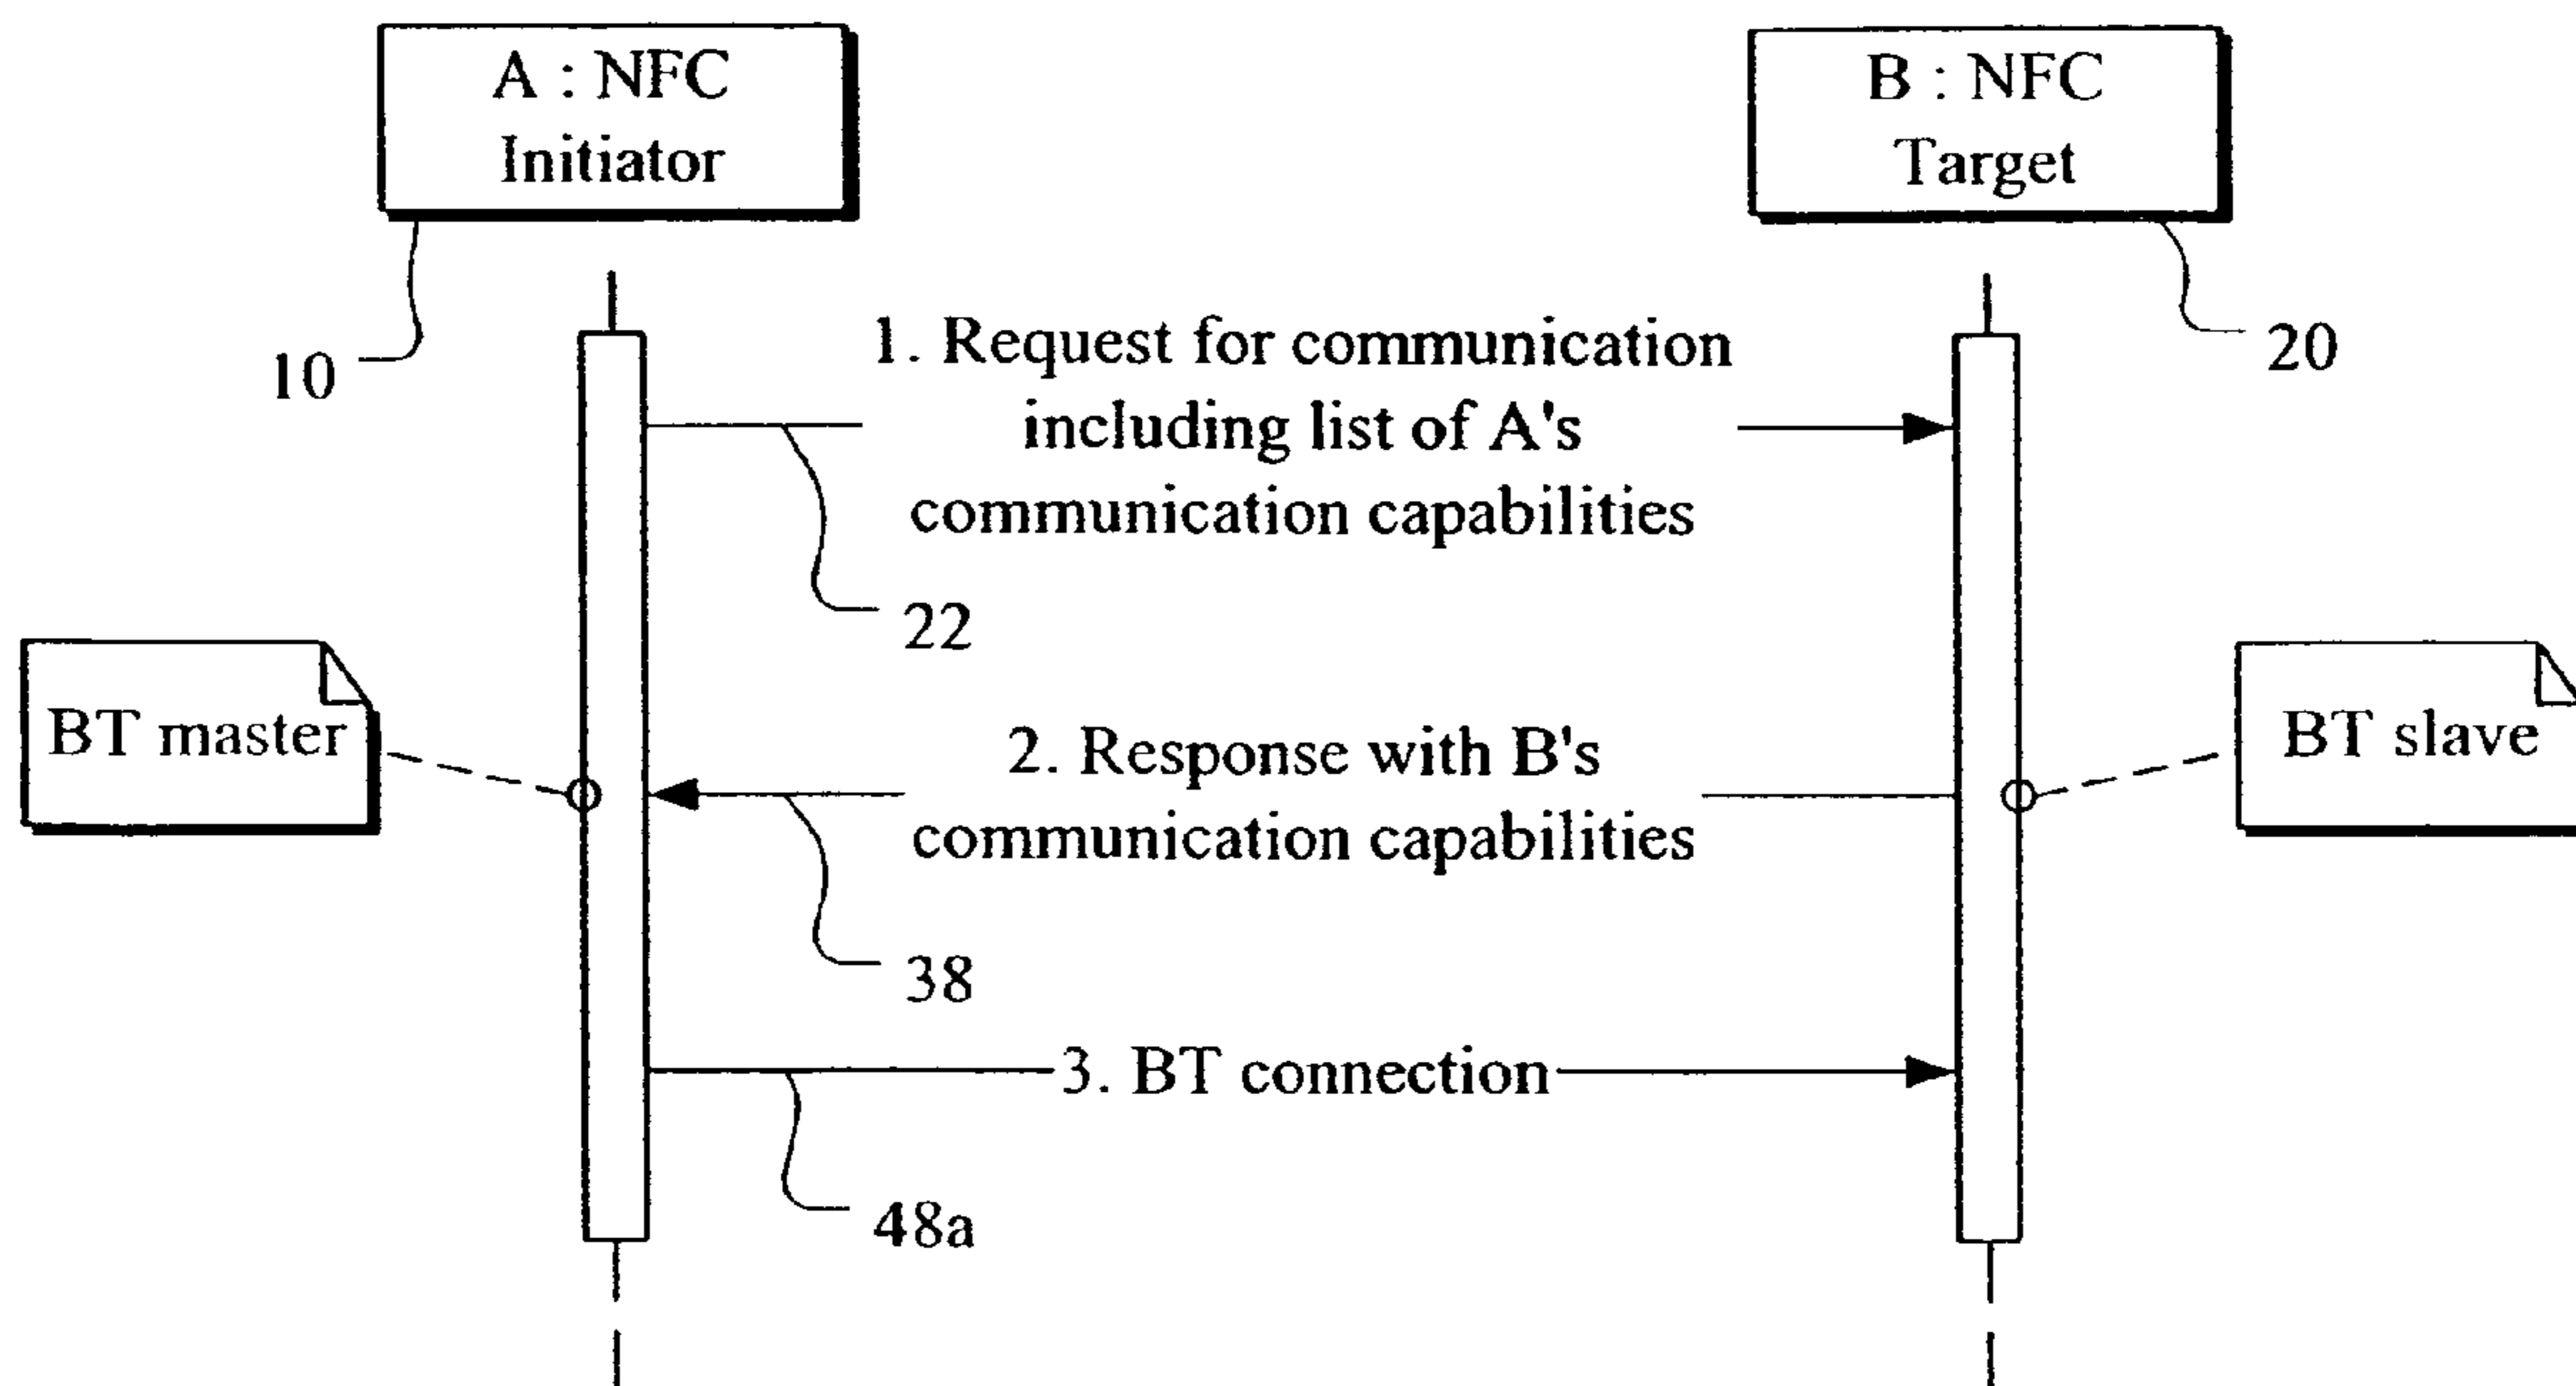 A : NFC
Initiator
B : NFC
Target
10
20
1. Request for communication
including list of A's
communication capabilities
22
BT master
BT slave
2. Response with B's
communication capabilities
38
3. BT connection
48a